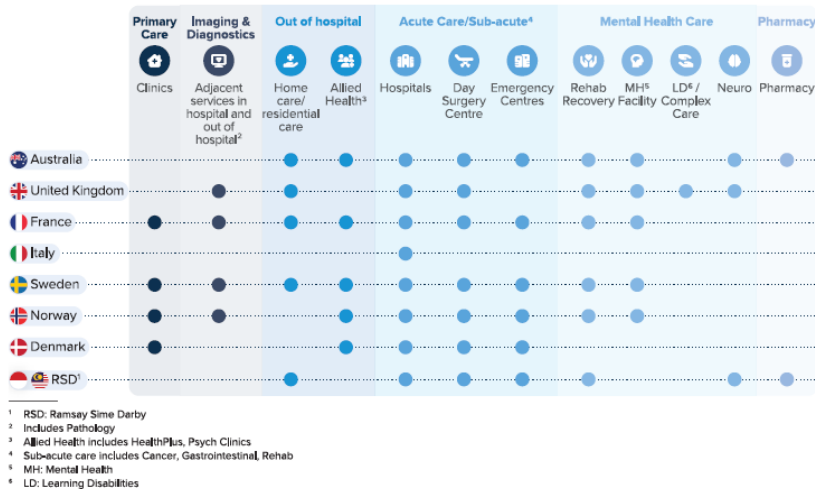 Primary Care
Imaging & Diagnostics
Out of hospital
Acute Care/Sub-acute⁴
Mental Health Care
Pharmacy
Clinics
Adjacent services in hospital and out of hospital²
Home care/ residential care
Allied Health³
Hospitals
Day Surgery Centre
Emergency Centres
Rehab Recovery
MH⁵ Facility
LD⁶/ Complex Care
Neuro
Pharmacy
Australia
United Kingdom
France
Italy
Sweden
Norway
Denmark
RSD¹
¹ RSD: Ramsay Sime Darby
² Includes Pathology
³ Allied Health includes HealthPlus, Psych Clinics
⁴ Sub-acute care includes Cancer, Gastrointestinal, Rehab
⁵ MH: Mental Health
⁶ LD: Learning Disabilities